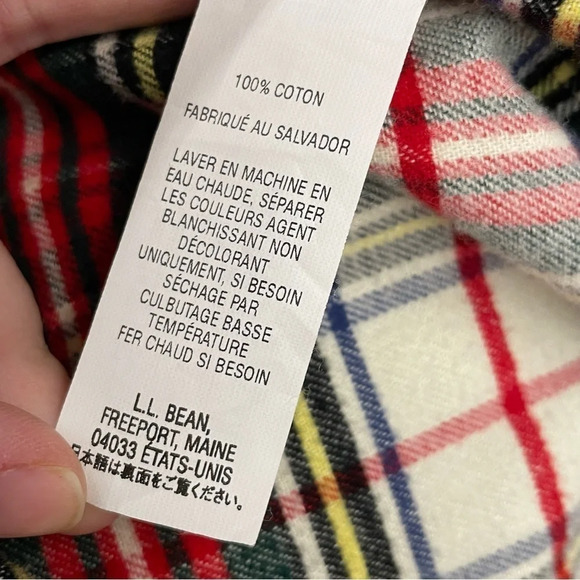 100% COTON
FABRIQUÉ AU SALVADOR
LAVER EN MACHINE EN
EAU CHAUDE, SÉPARER
LES COULEURS AGENT
BLANCHISSANT NON
DÉCOLORANT
UNIQUEMENT, SI BESOIN
SÉCHAGE PAR
CULBUTAGE BASSE
TEMPÉRATURE
FER CHAUD SI BESOIN
L.L. BEAN,
FREEPORT, MAINE
04033 ÉTATS-UNIS
日本語は裏面をご覧ください。